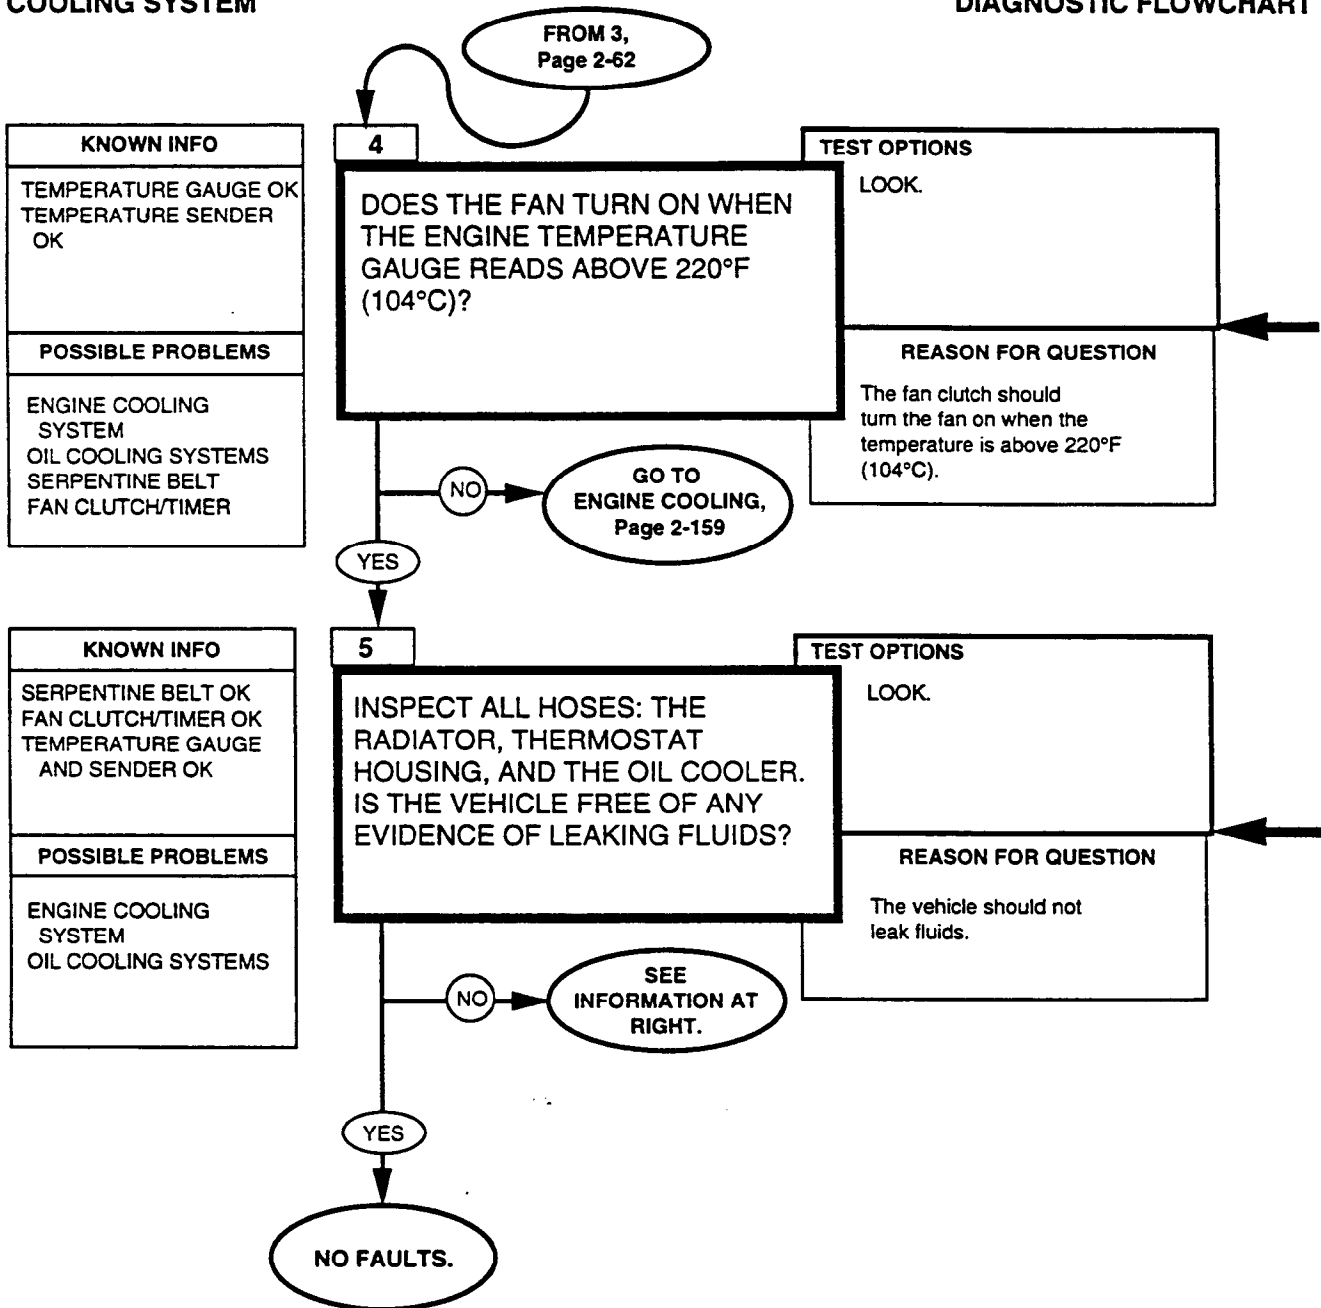 COOLING SYSTEM
DIAGNOSTIC FLOWCHART
FROM 3,
Page 2-62
KNOWN INFO
TEMPERATURE GAUGE OK
TEMPERATURE SENDER
OK
POSSIBLE PROBLEMS
ENGINE COOLING
SYSTEM
OIL COOLING SYSTEMS
SERPENTINE BELT
FAN CLUTCH/TIMER
4
DOES THE FAN TURN ON WHEN
THE ENGINE TEMPERATURE
GAUGE READS ABOVE 220°F
(104°C)?
TEST OPTIONS
LOOK.
REASON FOR QUESTION
The fan clutch should
turn the fan on when the
temperature is above 220°F
(104°C).
NO
GO TO
ENGINE COOLING,
Page 2-159
YES
KNOWN INFO
SERPENTINE BELT OK
FAN CLUTCH/TIMER OK
TEMPERATURE GAUGE
AND SENDER OK
POSSIBLE PROBLEMS
ENGINE COOLING
SYSTEM
OIL COOLING SYSTEMS
5
INSPECT ALL HOSES: THE
RADIATOR, THERMOSTAT
HOUSING, AND THE OIL COOLER.
IS THE VEHICLE FREE OF ANY
EVIDENCE OF LEAKING FLUIDS?
TEST OPTIONS
LOOK.
REASON FOR QUESTION
The vehicle should not
leak fluids.
NO
SEE
INFORMATION AT
RIGHT.
YES
NO FAULTS.